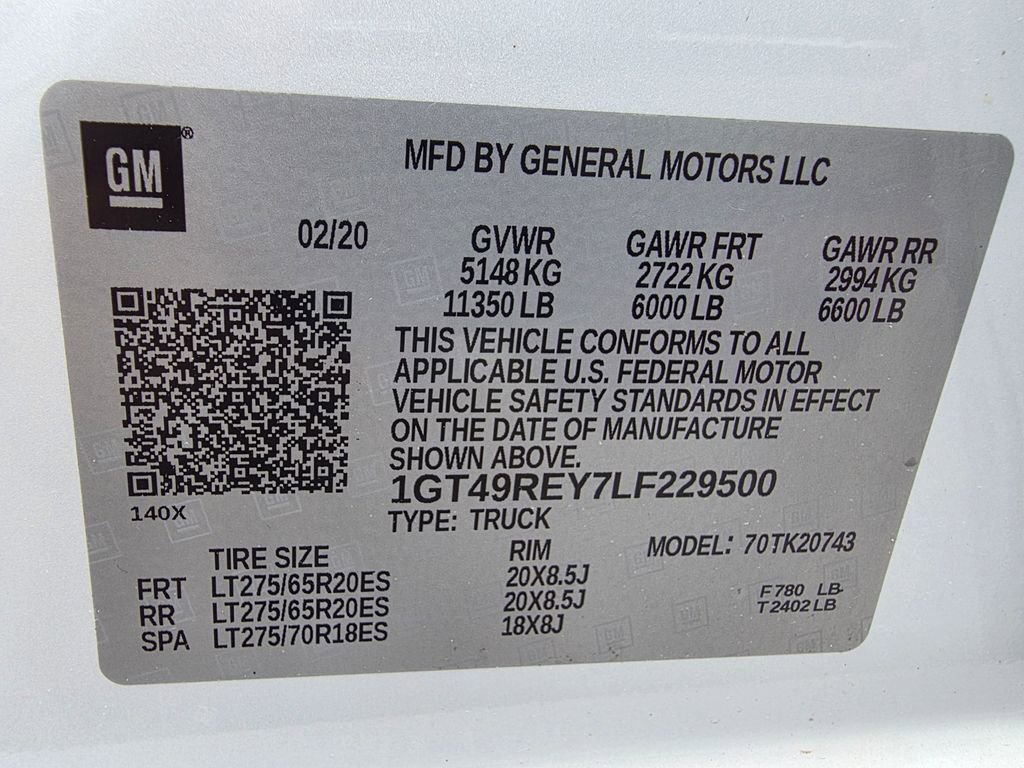 GM ®
MFD BY GENERAL MOTORS LLC
02/20 GVWR GAWR FRT GAWR RR
5148 KG 2722 KG 2994 KG
11350 LB 6000 LB 6600 LB
THIS VEHICLE CONFORMS TO ALL
APPLICABLE U.S. FEDERAL MOTOR
VEHICLE SAFETY STANDARDS IN EFFECT
ON THE DATE OF MANUFACTURE
SHOWN ABOVE.
1GT49REY7LF229500
140X
TYPE: TRUCK
MODEL: 70TK20743
TIRE SIZE RIM
FRT LT275/65R20ES 20X8.5J
RR LT275/65R20ES 20X8.5J
SPA LT275/70R18ES 18X8J
F780 LB
T2402 LB